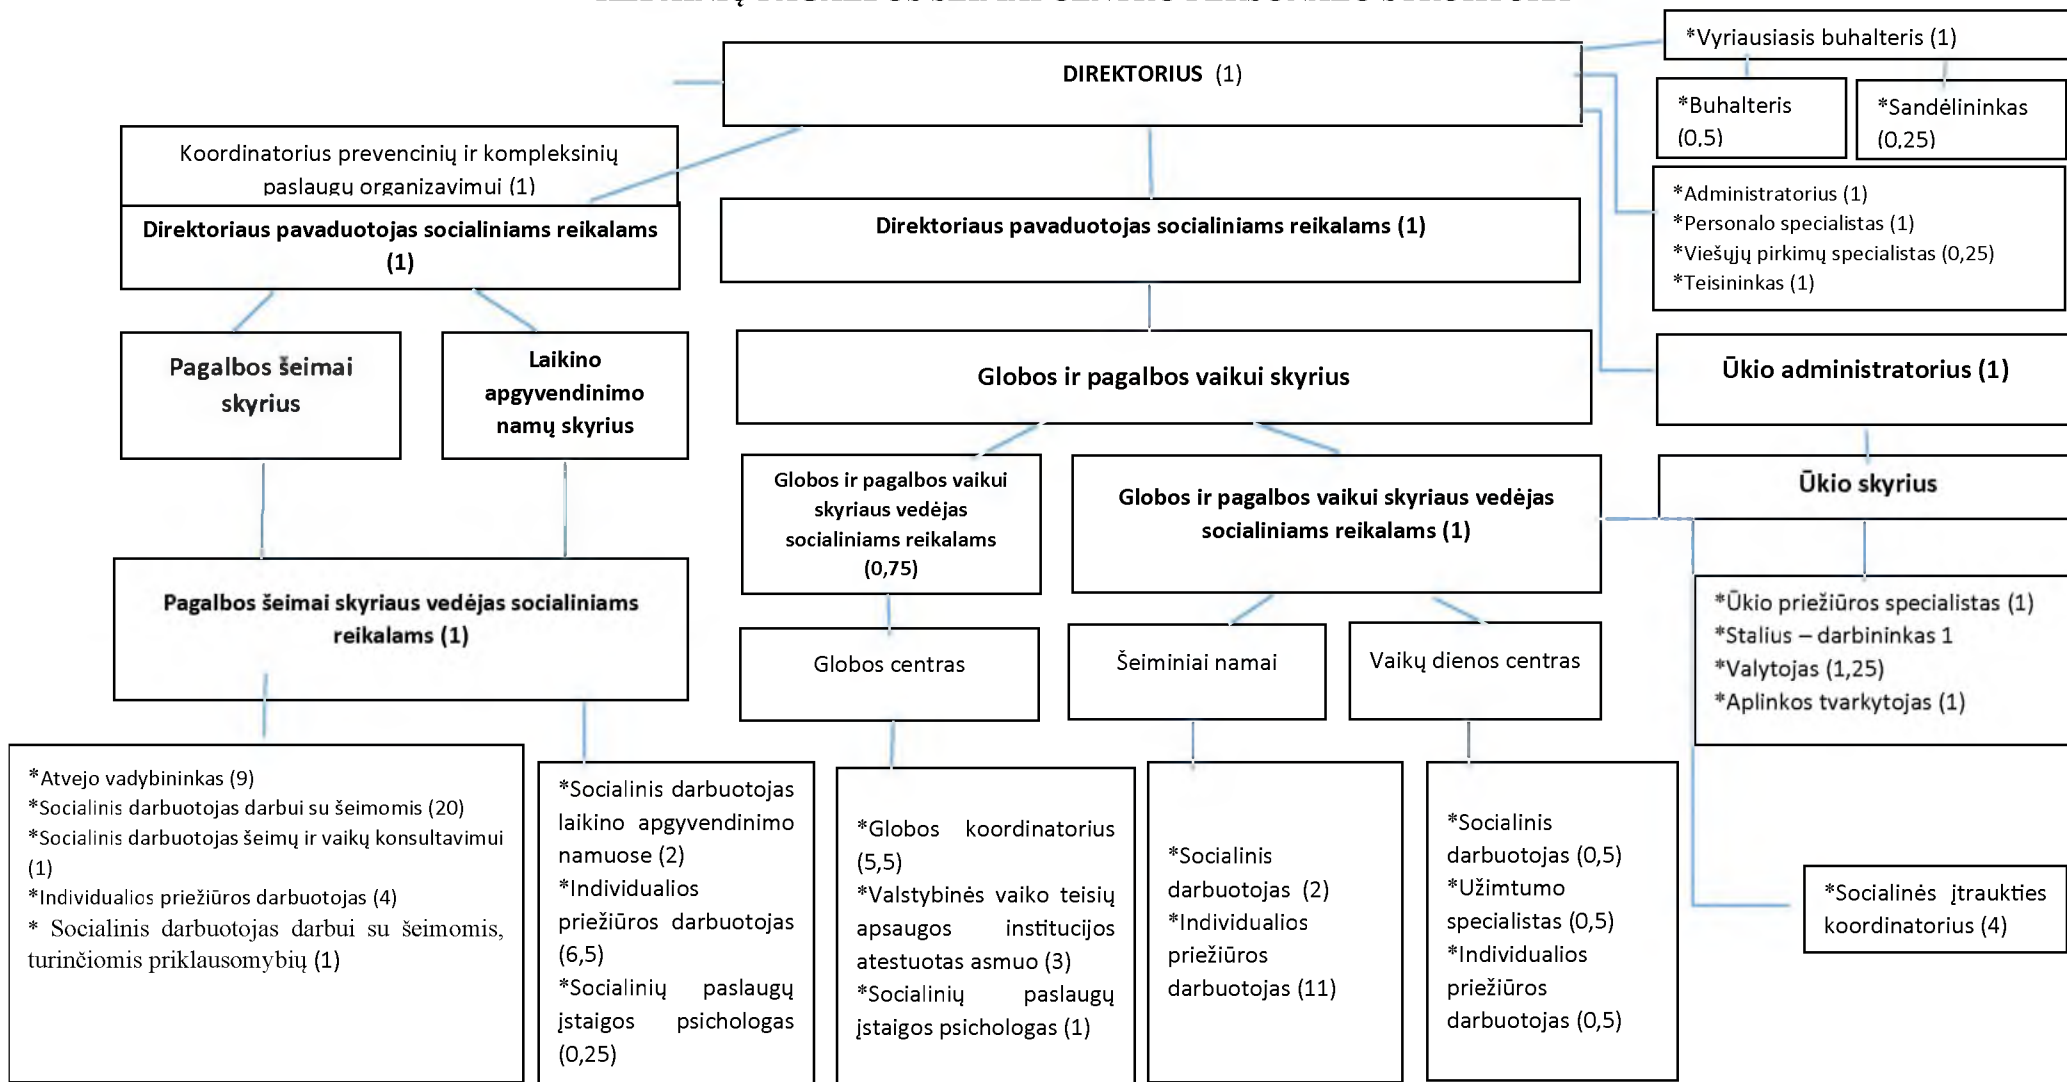 DIREKTORIUS (1)
*Vyriausiasis buhalteris (1)
*Buhalteris
(0,5)
*Sandėlininkas
(0,25)
Koordinatorius prevencinių ir kompleksinių
paslaugų organizavimui (1)
Direktoriaus pavaduotojas socialiniams reikalams
(1)
Direktoriaus pavaduotojas socialiniams reikalams (1)
*Administratorius (1)
*Personalo specialistas (1)
*Viešųjų pirkimų specialistas (0,25)
*Teisininkas (1)
Pagalbos šeimai
skyrius
Laikino
apgyvendinimo
namų skyrius
Globos ir pagalbos vaikui skyrius
Ūkio administratorius (1)
Globos ir pagalbos vaikui
skyriaus vedėjas
socialiniams reikalams
(0,75)
Globos ir pagalbos vaikui skyriaus vedėjas
socialiniams reikalams (1)
Ūkio skyrius
Pagalbos šeimai skyriaus vedėjas socialiniams
reikalams (1)
Globos centras
Šeiminiai namai
Vaikų dienos centras
*Ūkio priežiūros specialistas (1)
*Stalius – darbininkas 1
*Valytojas (1,25)
*Aplinkos tvarkytojas (1)
*Atvejo vadybininkas (9)
*Socialinis darbuotojas darbui su šeimomis (20)
*Socialinis darbuotojas šeimų ir vaikų konsultavimui
(1)
*Individualios priežiūros darbuotojas (4)
* Socialinis darbuotojas darbui su šeimomis,
turinčiomis priklausomybių (1)
*Socialinis darbuotojas
laikino apgyvendinimo
namuose (2)
*Individualios
priežiūros darbuotojas
(6,5)
*Socialinių paslaugų
įstaigos psichologas
(0,25)
*Globos koordinatorius
(5,5)
*Valstybinės vaiko teisių
apsaugos institucijos
atestuotas asmuo (3)
*Socialinių paslaugų
įstaigos psichologas (1)
*Socialinis
darbuotojas (2)
*Individualios
priežiūros
darbuotojas (11)
*Socialinis
darbuotojas (0,5)
*Užimtumo
specialistas (0,5)
*Individualios
priežiūros
darbuotojas (0,5)
*Socialinės įtraukties
koordinatorius (4)